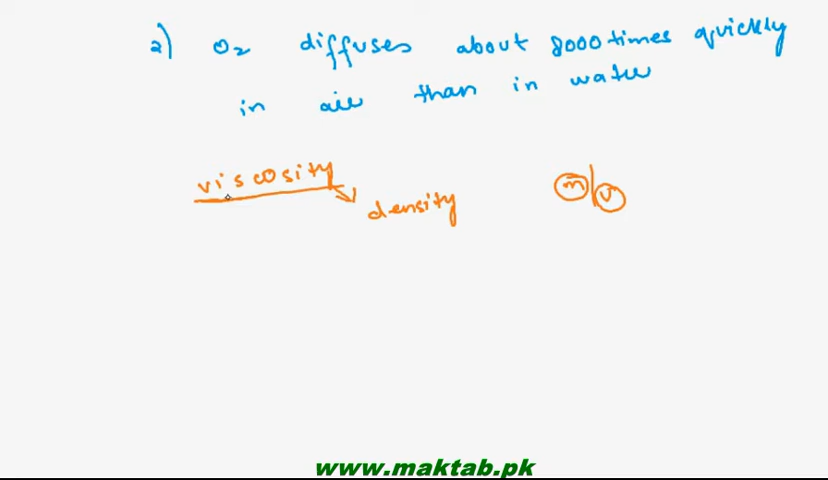 2) O2 diffuses about 8000 times quickly
in air than in water
viscosity
density
m/v
www.maktab.pk